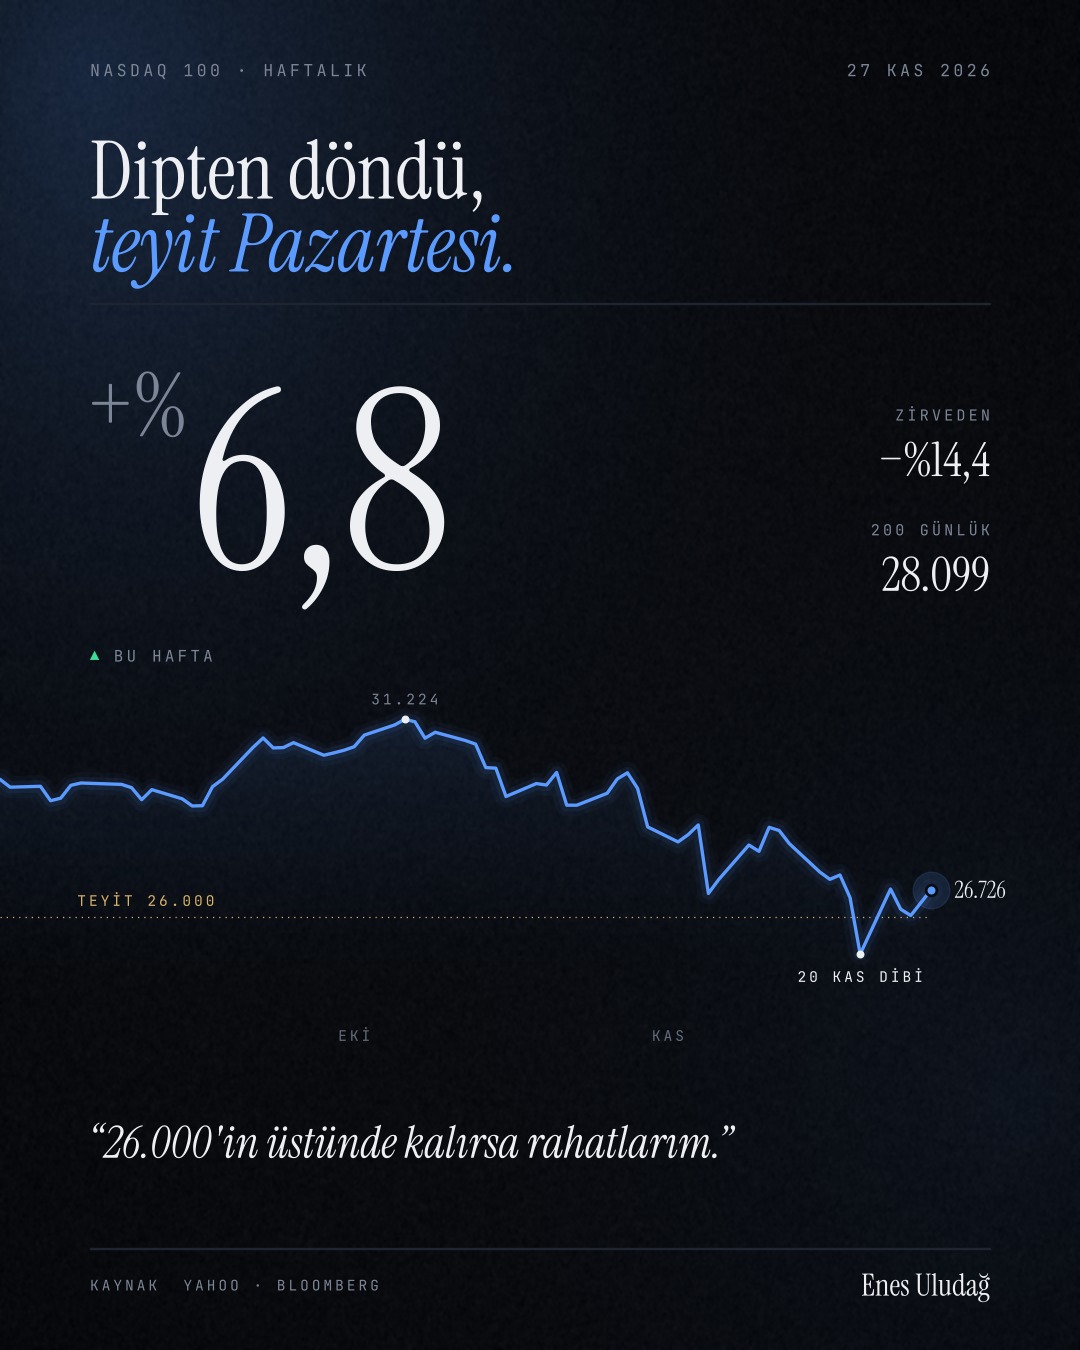 NASDAQ 100 · HAFTALIK
27 KAS 2026
Dipten döndü,
teyit Pazartesi.
+%6,8
ZİRVEDEN
−%14,4
200 GÜNLÜK
28.099
▲ BU HAFTA
31.224
26.726
TEYİT 26.000
20 KAS DİBİ
EKİ
KAS
“26.000'in üstünde kalırsa rahatlarım.”
KAYNAK YAHOO · BLOOMBERG
Enes Uludağ